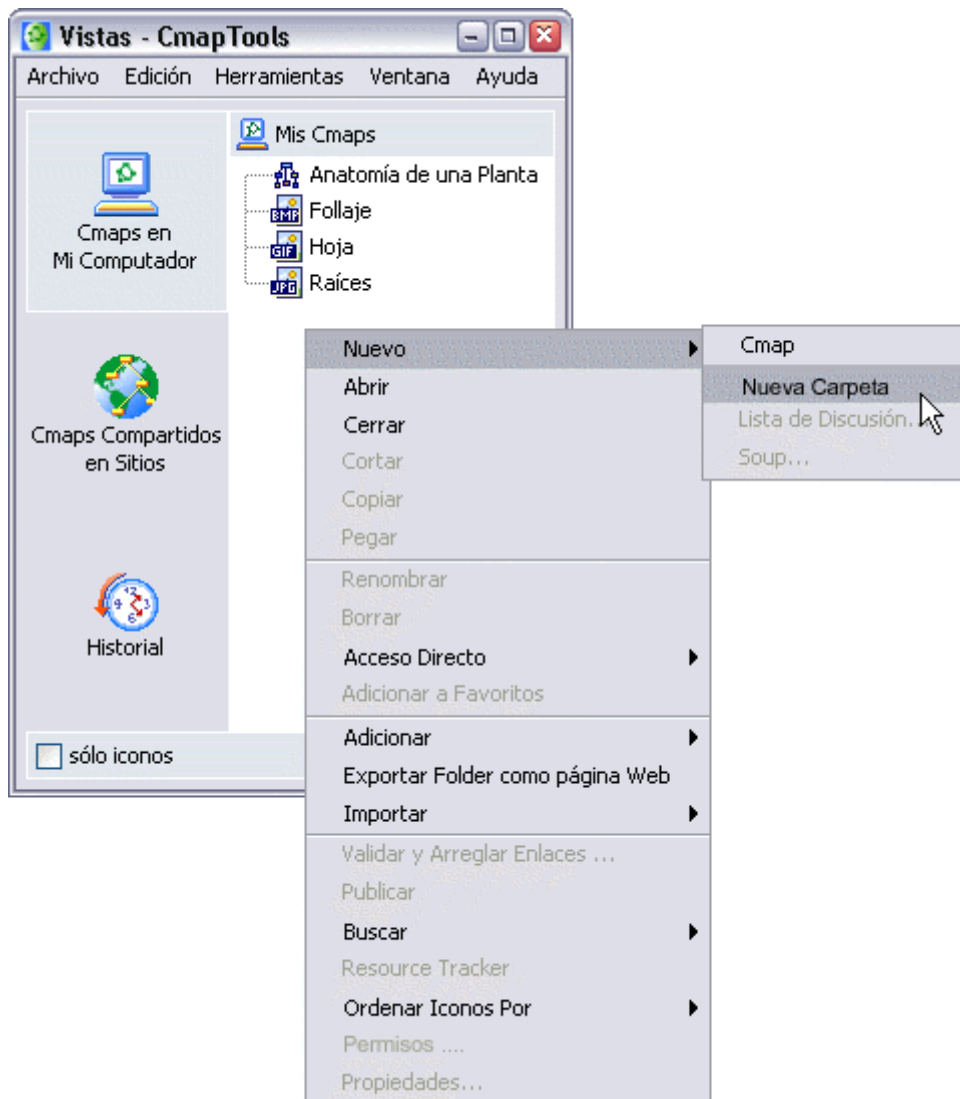 Vistas - CmapTools
Archivo Edición Herramientas Ventana Ayuda
Cmaps en
Mi Computador
Cmaps Compartidos
en Sitios
Historial
sólo iconos
Mis Cmaps
Anatomía de una Planta
BMP Follaje
GIF Hoja
JPG Raíces
Nuevo
Abrir
Cerrar
Cortar
Copiar
Pegar
Renombrar
Borrar
Acceso Directo
Adicionar a Favoritos
Adicionar
Exportar Folder como página Web
Importar
Validar y Arreglar Enlaces ...
Publicar
Buscar
Resource Tracker
Ordenar Iconos Por
Permisos ....
Propiedades...
Cmap
Nueva Carpeta
Lista de Discusión...
Soup...